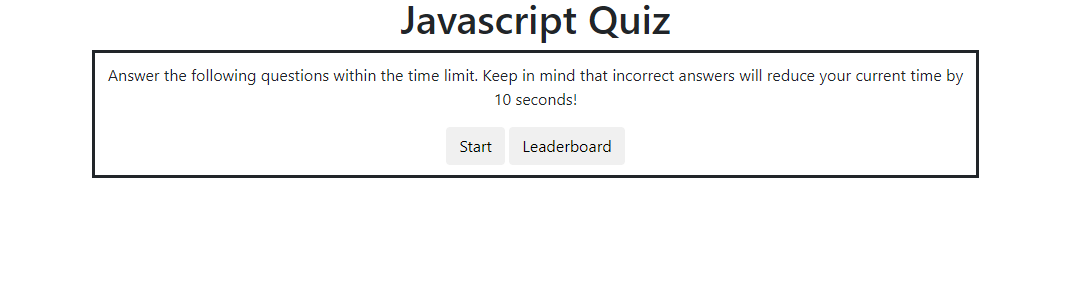 Javascript Quiz
Answer the following questions within the time limit. Keep in mind that incorrect answers will reduce your current time by
10 seconds!
Start Leaderboard